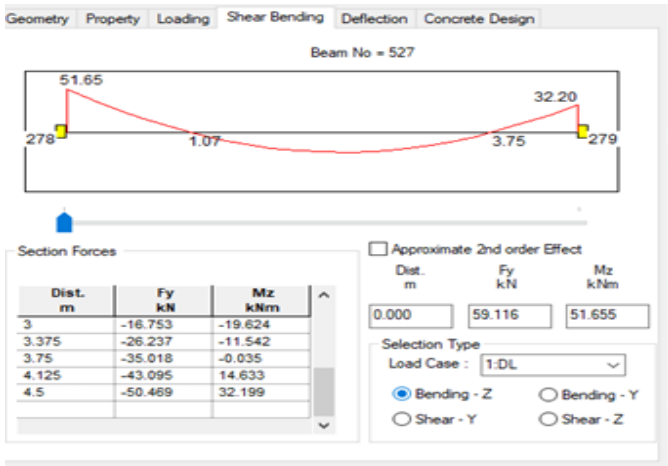 Geometry Property Loading Shear Bending Deflection Concrete Design
Beam No = 527
51.65
32.20
278 1.07 3.75 279
Section Forces
Dist. m Fy kN Mz kNm
3 -16.753 -19.624
3.375 -26.237 -11.542
3.75 -35.018 -0.035
4.125 -43.095 14.633
4.5 -50.469 32.199
Approximate 2nd order Effect
Dist. m Fy kN Mz kNm
0.000 59.116 51.655
Selection Type
Load Case : 1:DL
Bending - Z Bending - Y
Shear - Y Shear - Z